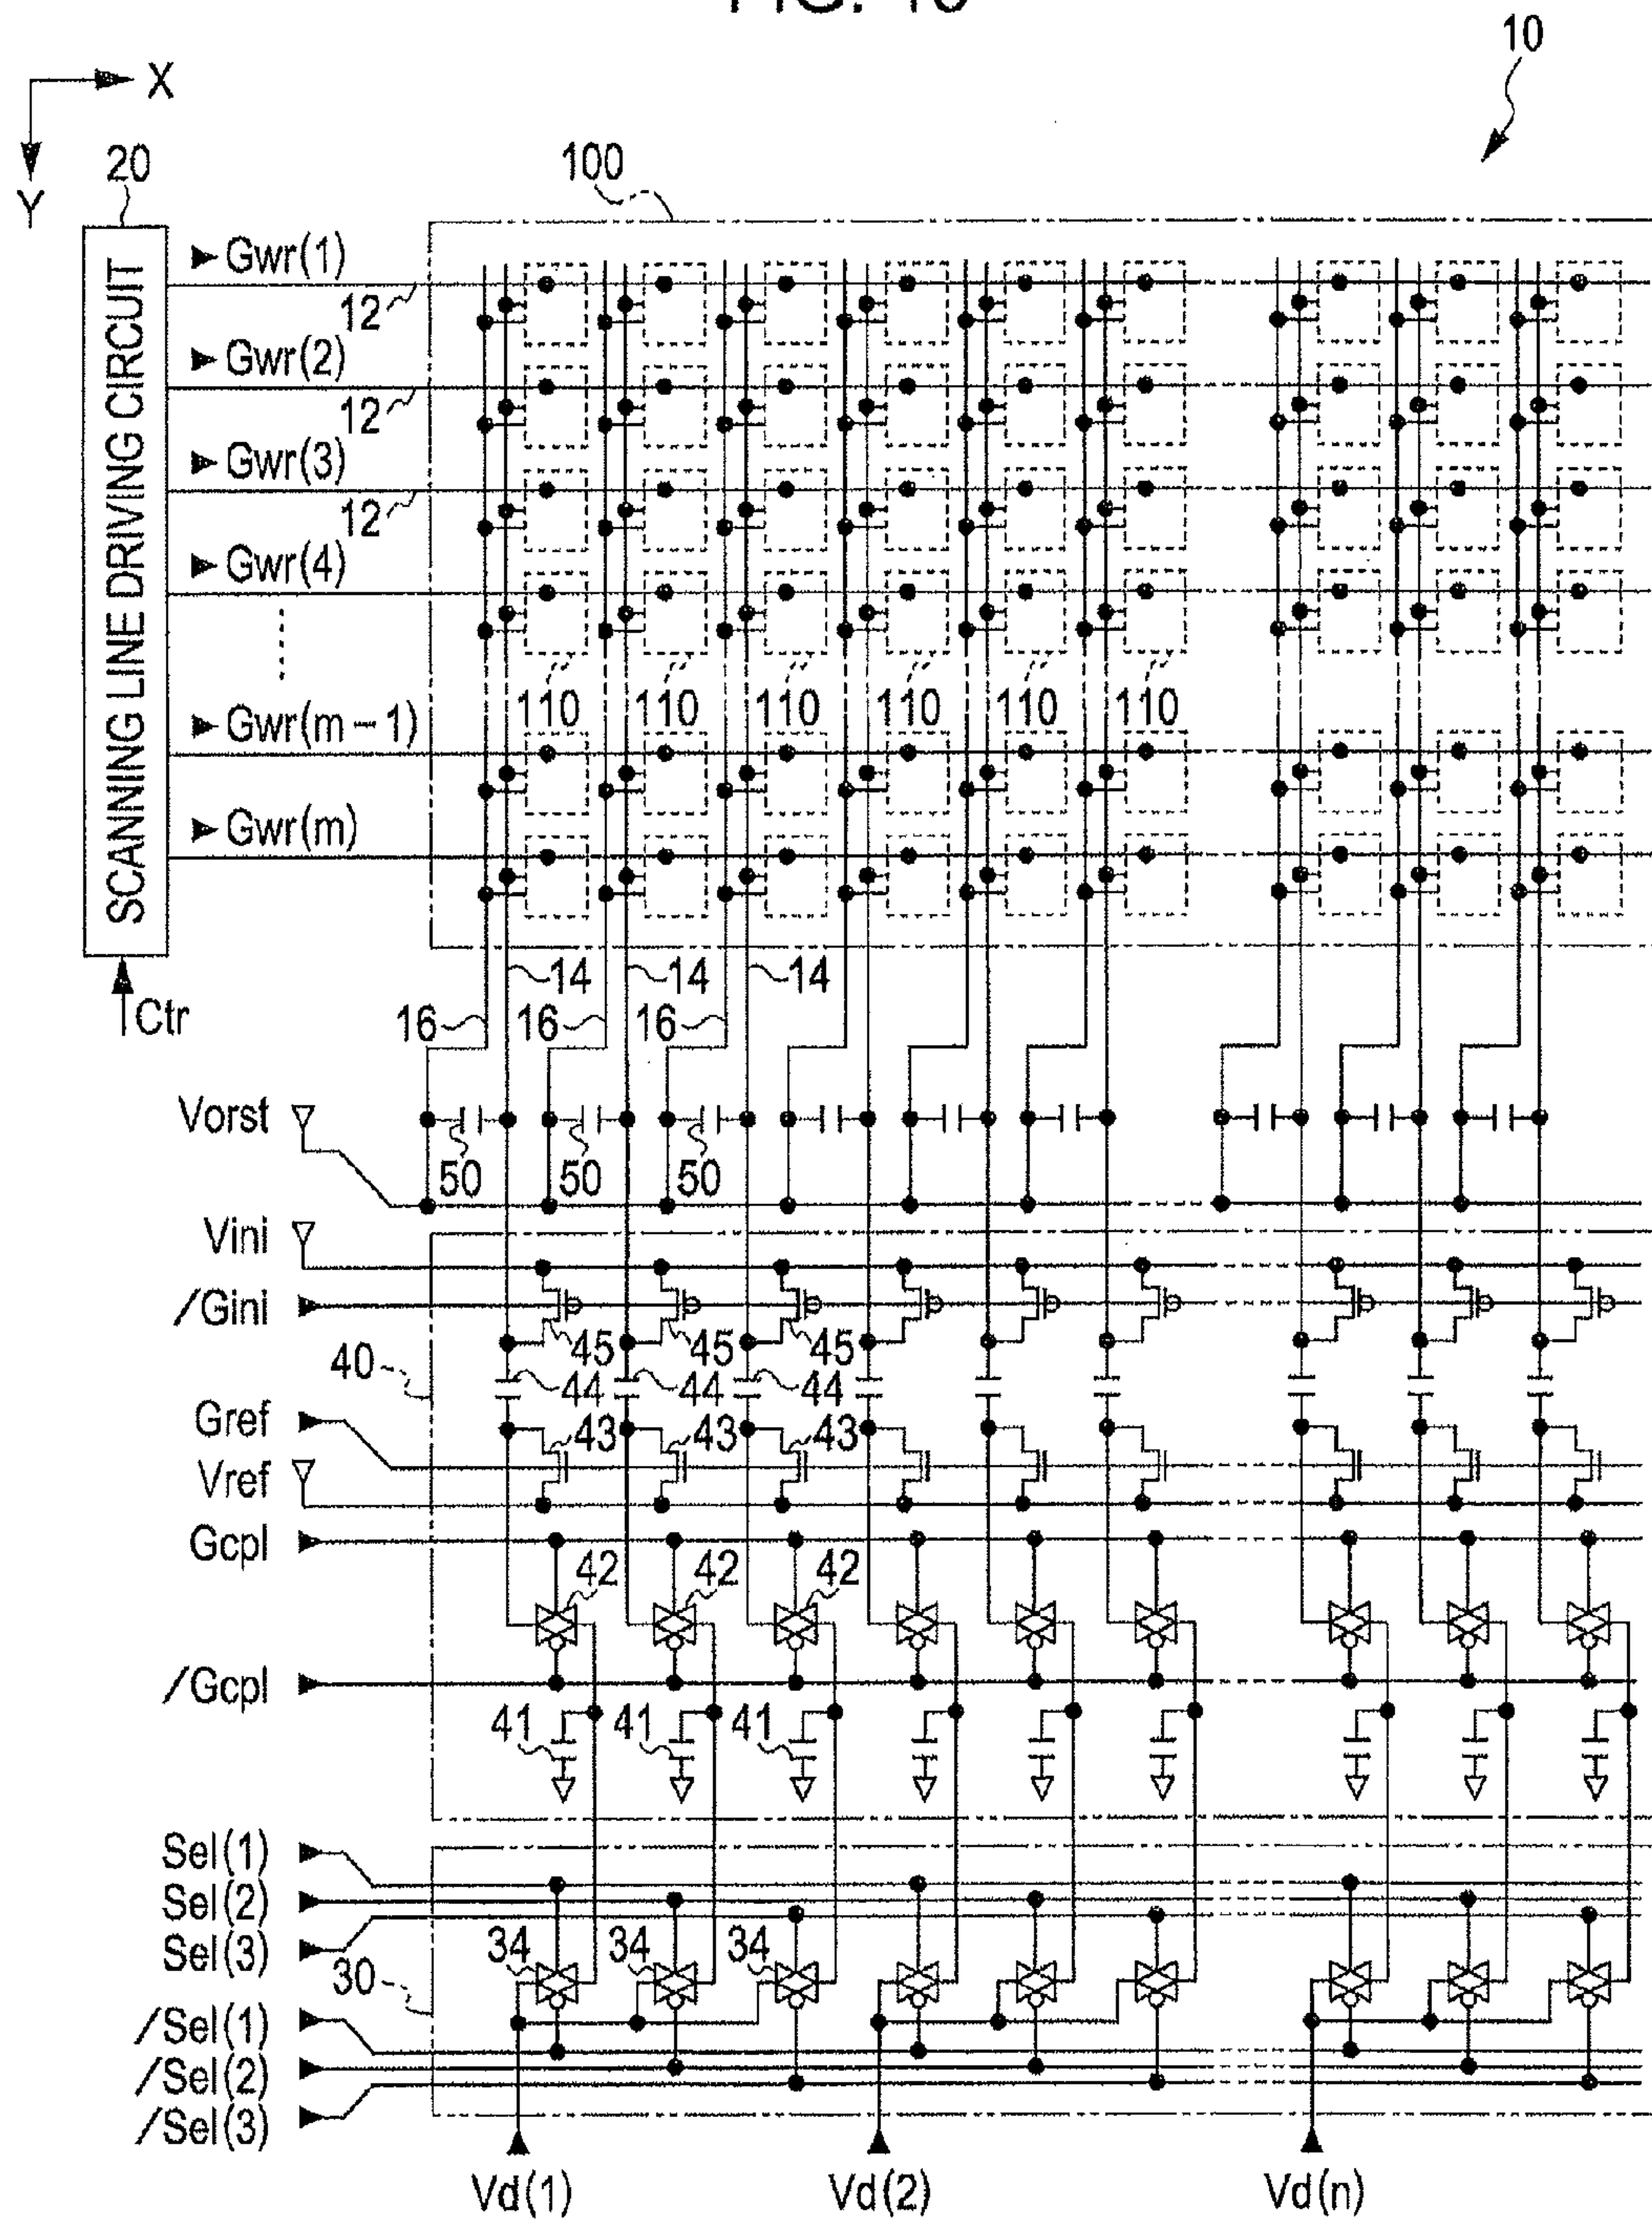 10
X
Y
20
100
SCANNING LINE DRIVING CIRCUIT
Gwr(1)
12
Gwr(2)
12
Gwr(3)
12
Gwr(4)
110 110 110 110 110 110
Gwr(m-1)
Gwr(m)
14 14 14
Ctr
16 16 16
Vorst
50 50 50
Vini
/Gini
45 45 45
40
44 44 44
Gref
43 43 43
Vref
Gcpl
42 42 42
/Gcpl
41 41 41
Sel(1)
Sel(2)
Sel(3)
34 34 34
30
/Sel(1)
/Sel(2)
/Sel(3)
Vd(1) Vd(2) Vd(n)